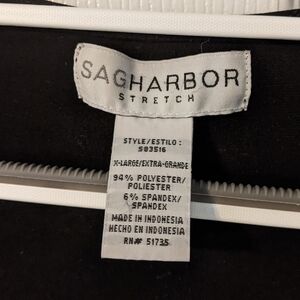 SAGHARBOR
STRETCH
STYLE/ESTILO:
S03516
X-LARGE/EXTRA-GRANDE
94% POLYESTER/
POLIESTER
6% SPANDEX/
SPANDEX
MADE IN INDONESIA
HECHO EN INDONESIA
RN# 51735